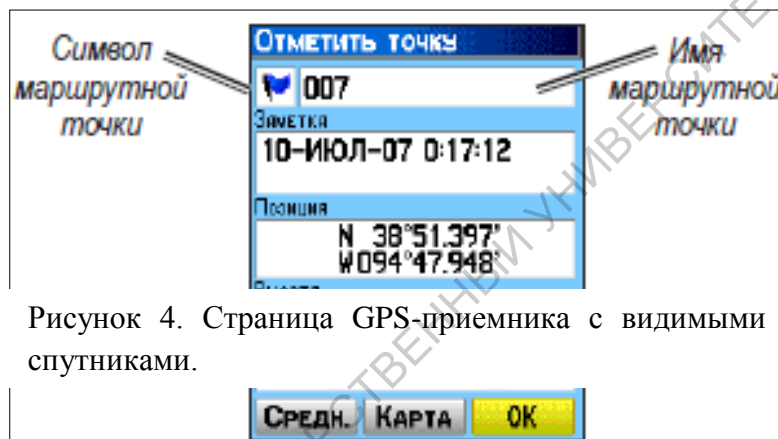 Символ маршрутной точки
Имя маршрутной точки
Отметить точку
007
Заметка
10-ИЮЛ-07 0:17:12
Позиция
N 38°51.397'
W094°47.948'
Рисунок 4. Страница GPS-приемника с видимыми
спутниками.
Средн. Карта OK